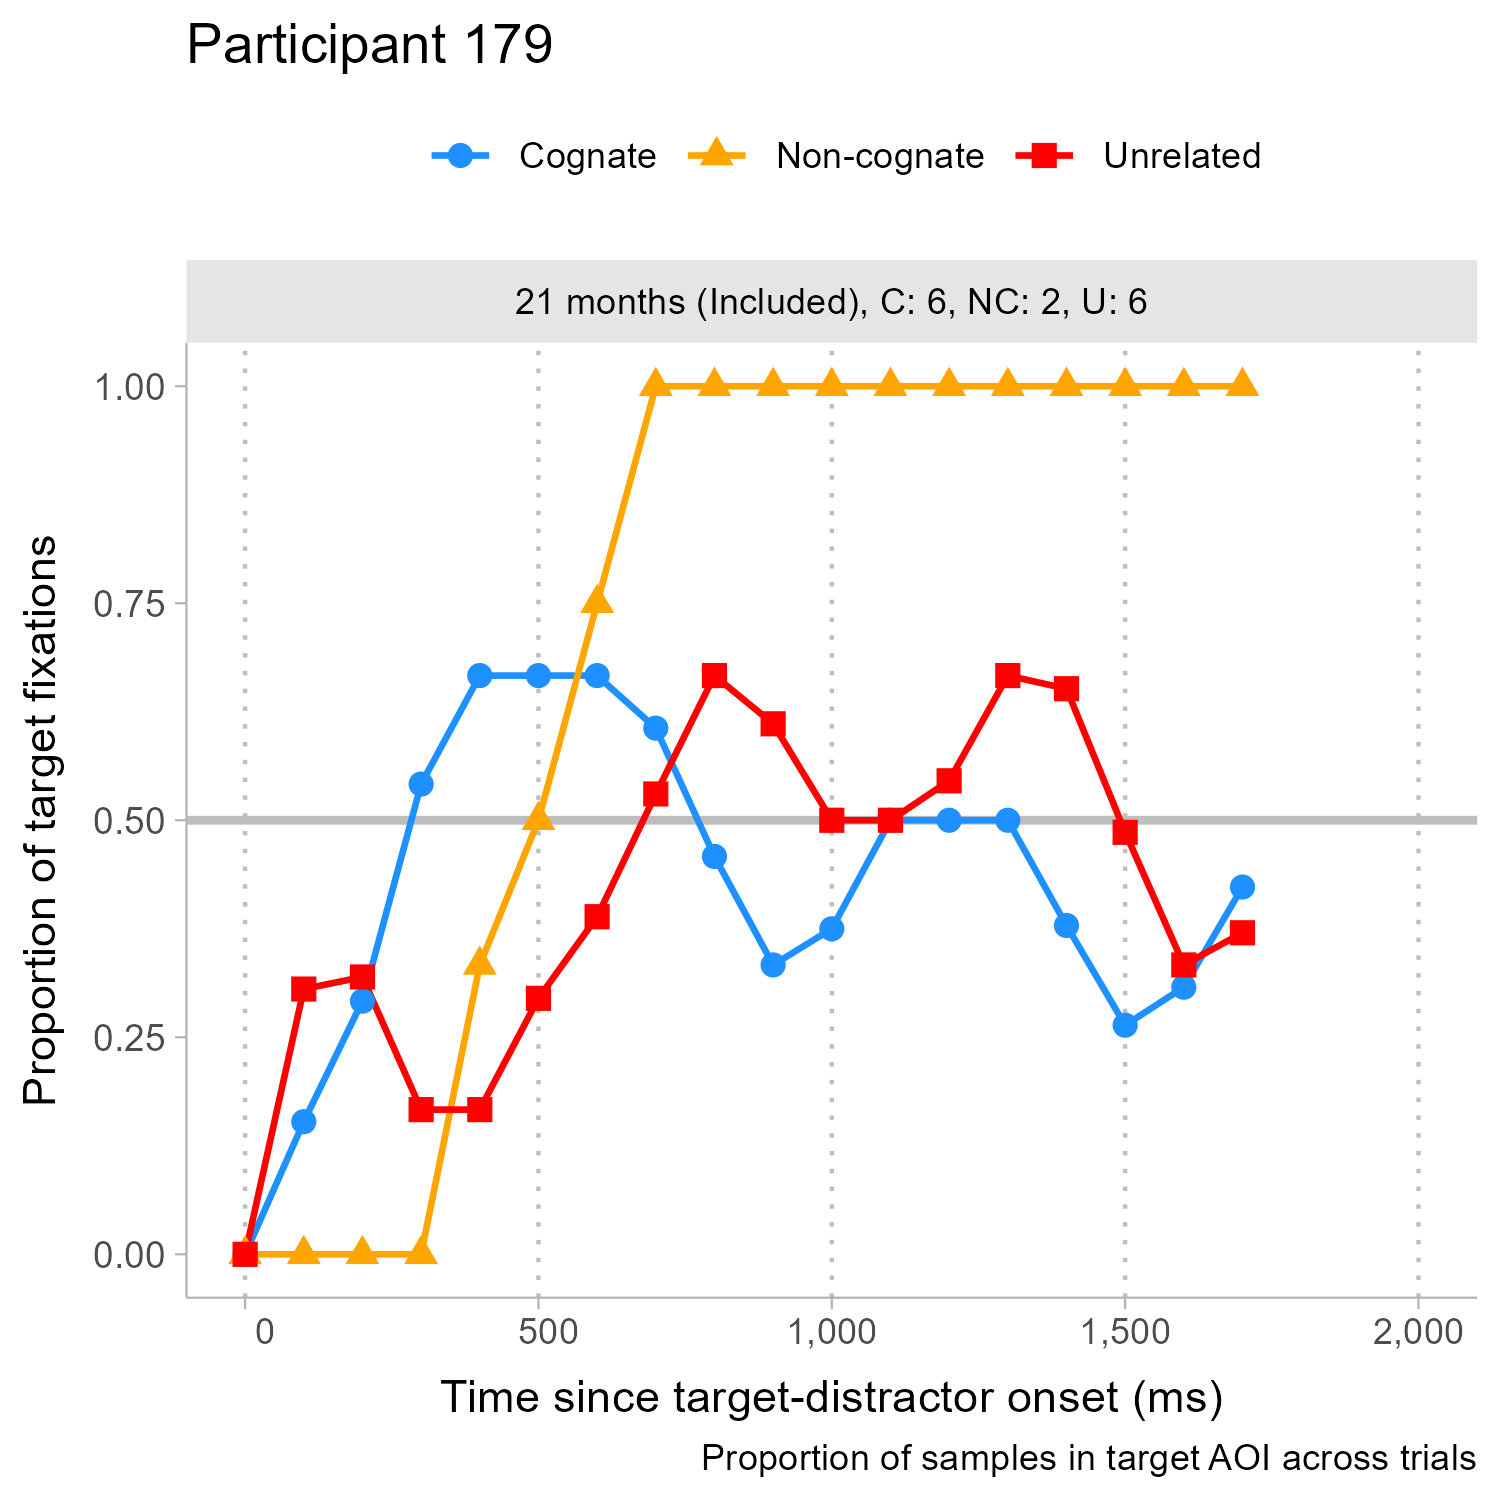 Participant 179
Cognate Non-cognate Unrelated
21 months (Included), C: 6, NC: 2, U: 6
1.00
0.75
0.50
0.25
0.00
Proportion of target fixations
0 500 1,000 1,500 2,000
Time since target-distractor onset (ms)
Proportion of samples in target AOI across trials